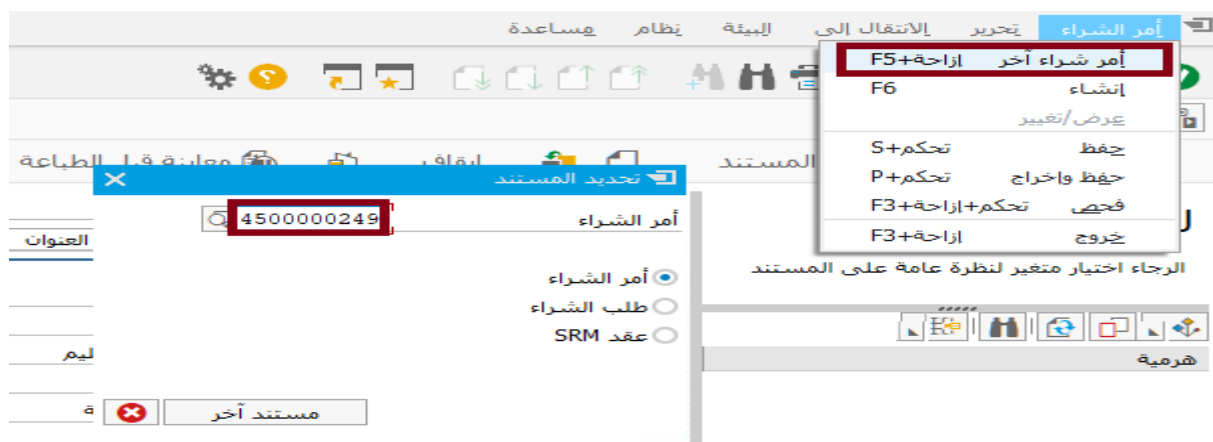 أمر الشراء تحرير الانتقال إلى البيئة نظام مساعدة
أمر شراء آخر إزاحة+F5
إنشاء F6
عرض/تغيير
حفظ تحكم+S
حفظ وإخراج تحكم+P
فحص تحكم+إزاحة+F3
خروج إزاحة+F3
المستند إيقاف معاينة قبل الطباعة
الرجاء اختيار متغير لنظرة عامة على المستند
هرمية
تحديد المستند
أمر الشراء 4500000249
أمر الشراء
طلب الشراء
عقد SRM
مستند آخر
العنوان